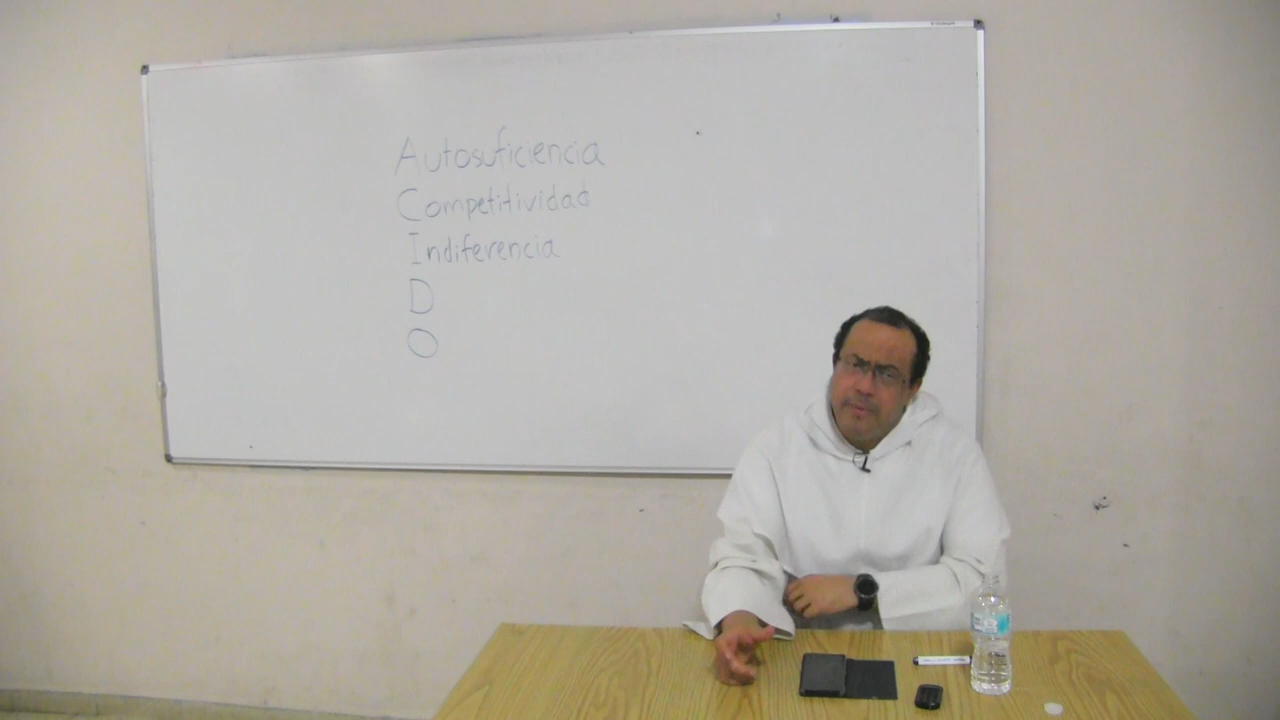 Autosuficiencia
Competitividad
Indiferencia
D
O